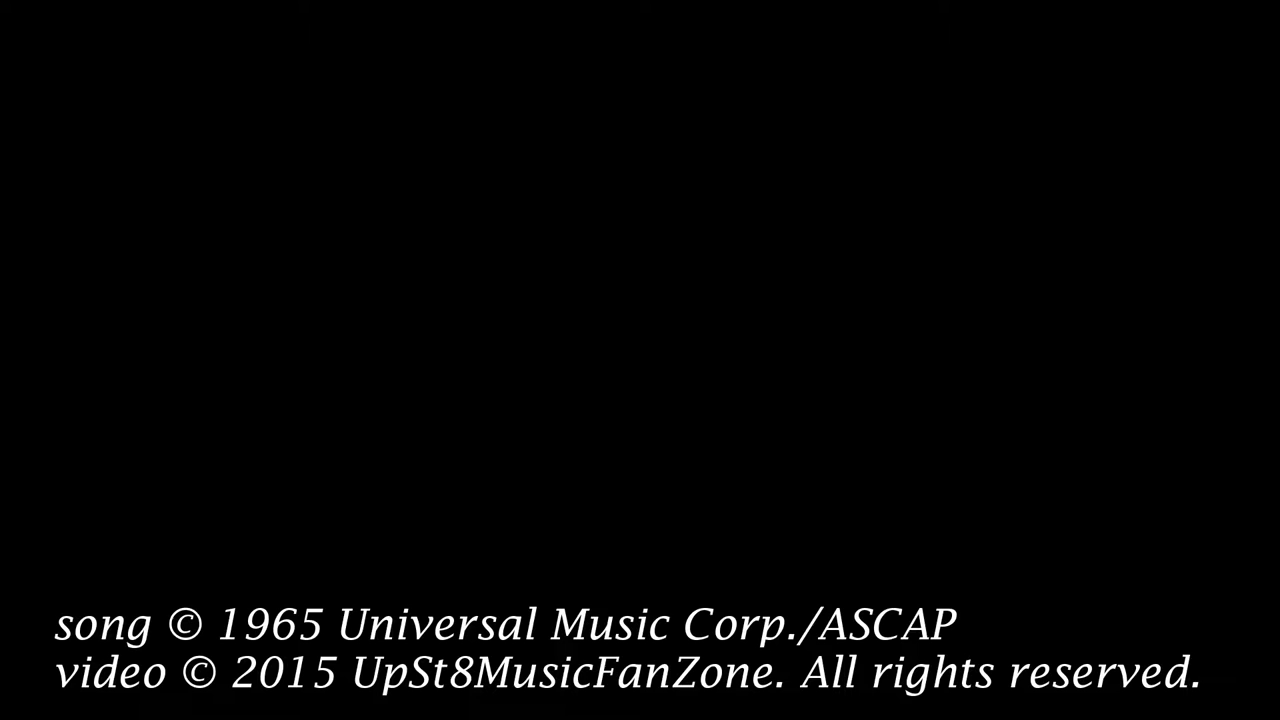 song © 1965 Universal Music Corp./ASCAP
video © 2015 UpSt8MusicFanZone. All rights reserved.